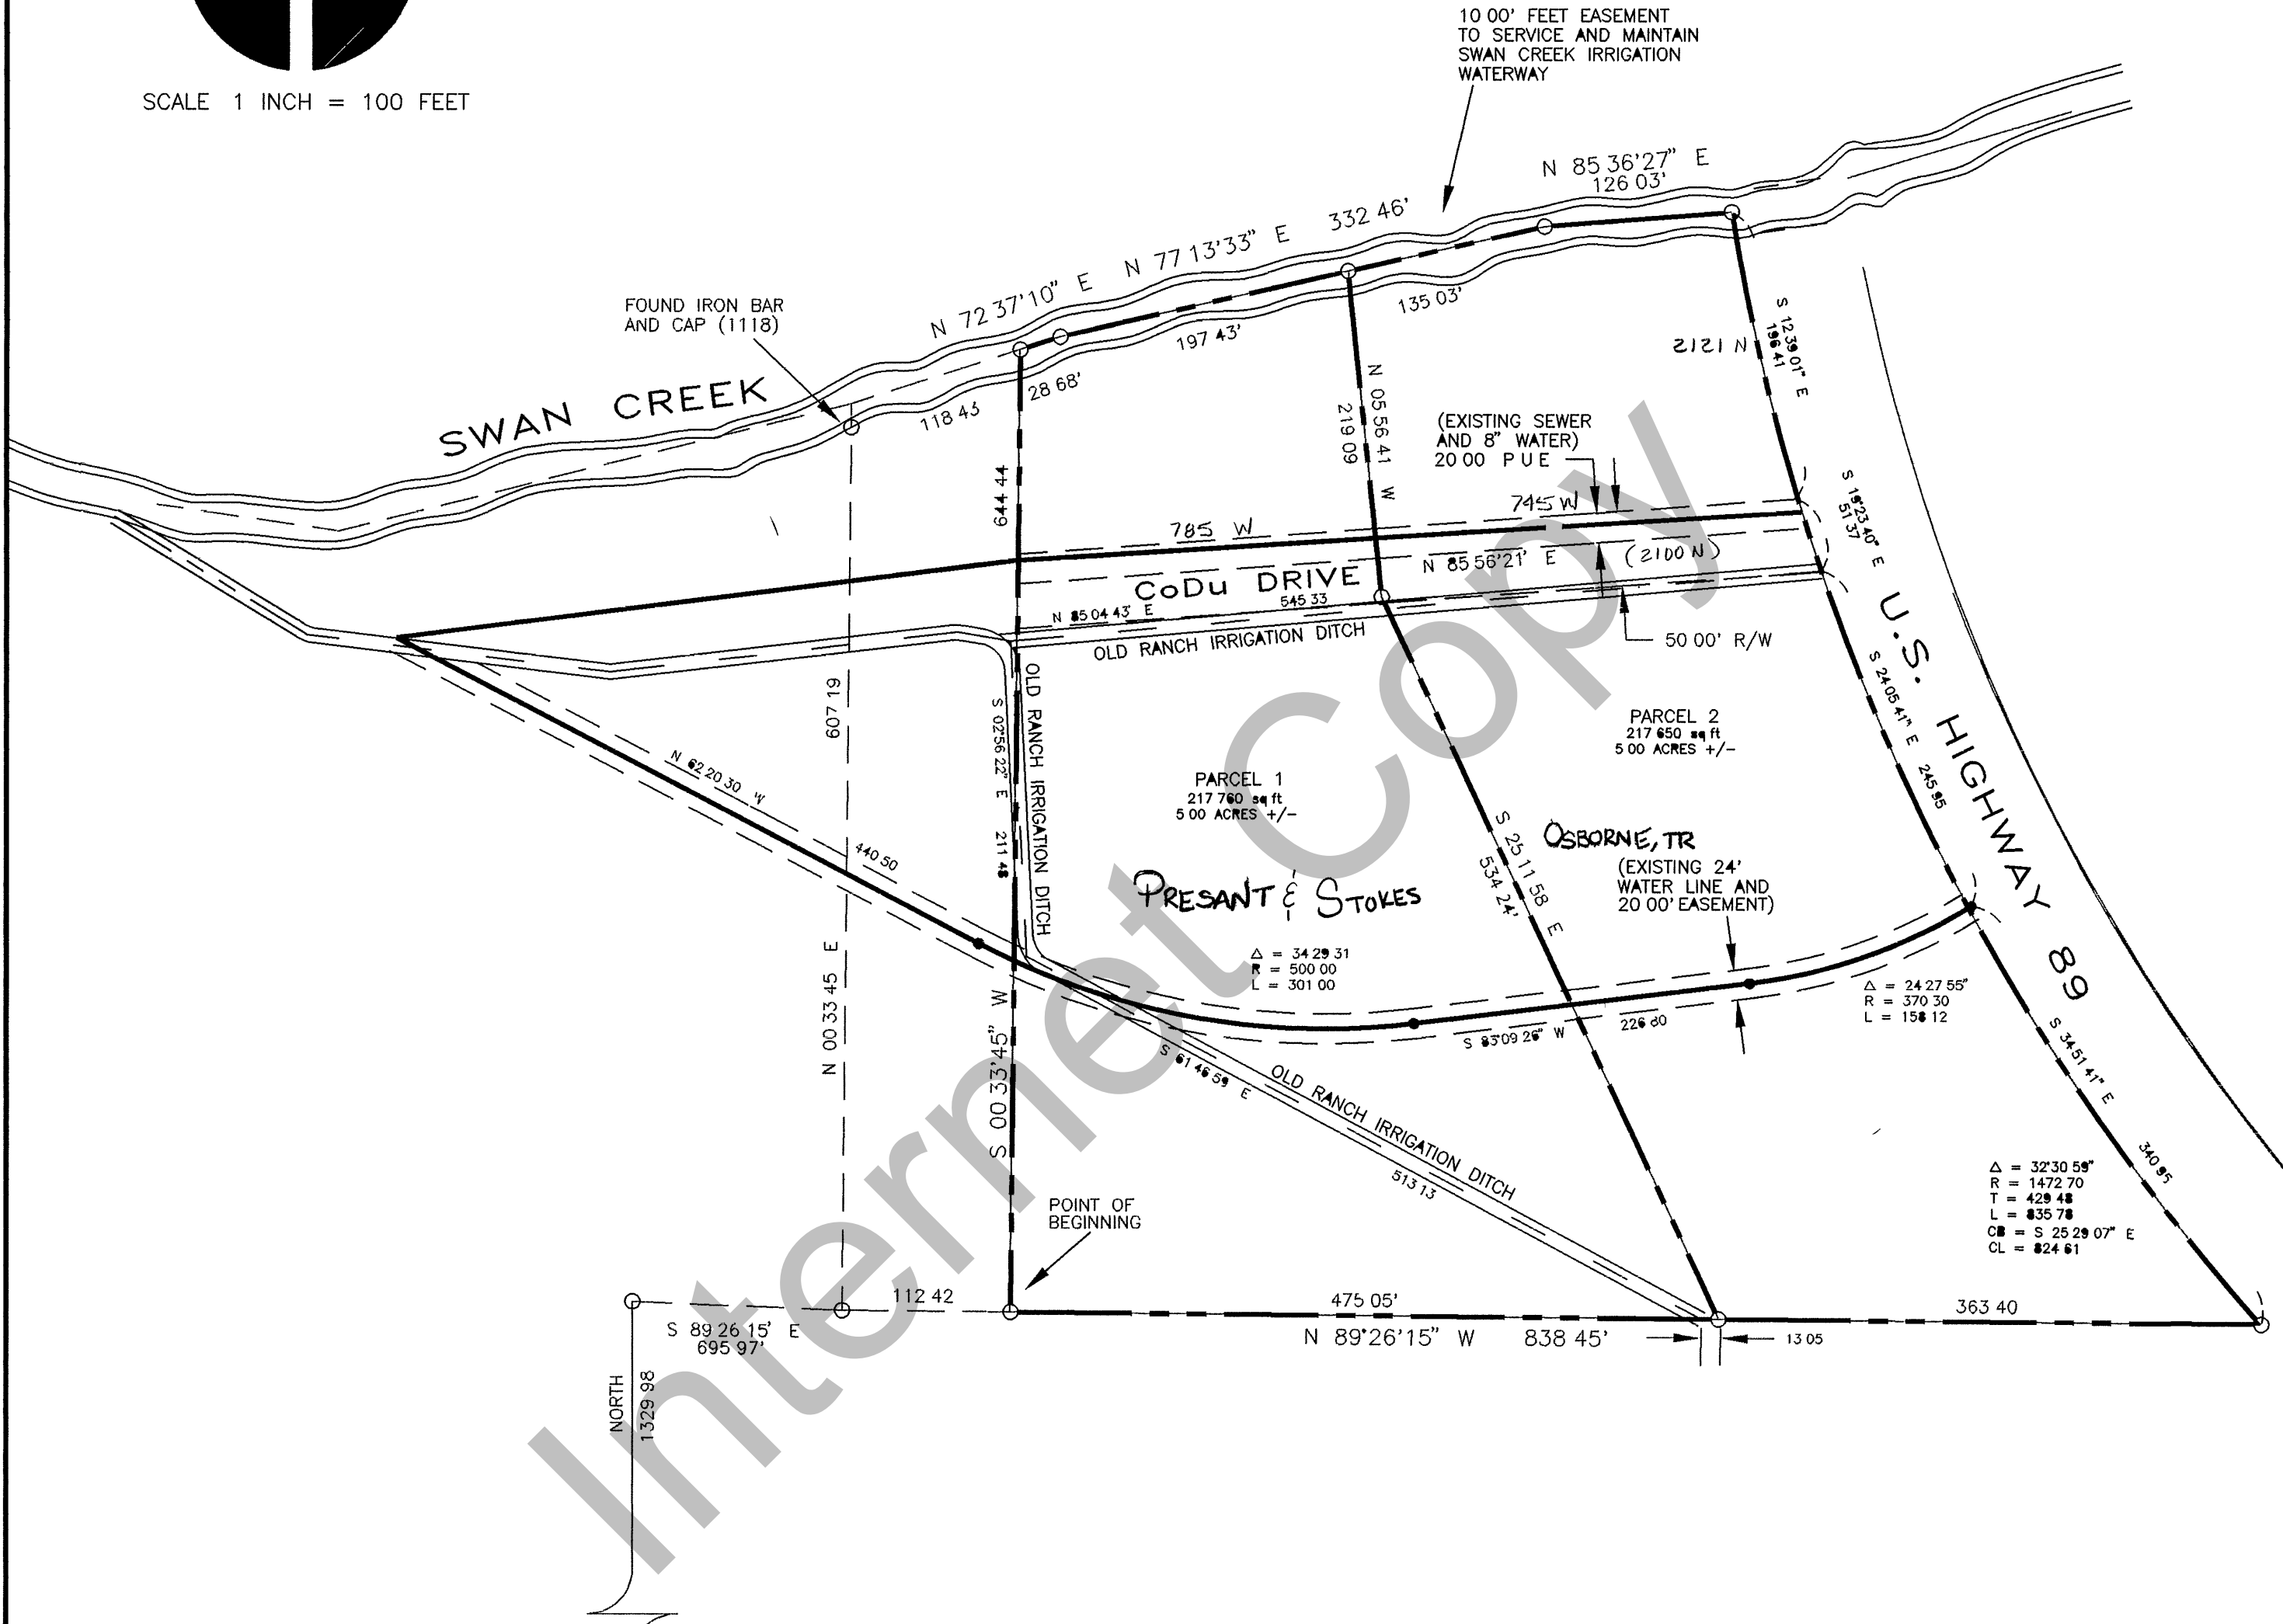 SCALE 1 INCH = 100 FEET
10 00' FEET EASEMENT
TO SERVICE AND MAINTAIN
SWAN CREEK IRRIGATION
WATERWAY
N 85 36'27" E
126 03'
N 77 13'33" E 332 46'
N 72 37'10" E
FOUND IRON BAR
AND CAP (1118)
SWAN CREEK
118 43
28 68'
197 43'
135 03'
2121 N
S 12 39 01" E
196 41
N 05 56 41 W
219 09
(EXISTING SEWER
AND 8" WATER)
20 00 P U E
644 44
785 W
745 W
S 19°23 40" E
51 37
N 85 56'21' E
(2100 N)
CoDu DRIVE
N 85 04 43' E
545 33
OLD RANCH IRRIGATION DITCH
50 00' R/W
U.S. HIGHWAY 89
607 19
N 00 33 45 E
S 02°56 22" E 211 48
OLD RANCH IRRIGATION DITCH
N 62 20 30 W
440 50
PARCEL 1
217 760 sq ft
5 00 ACRES +/-
PARCEL 2
217 650 sq ft
5 00 ACRES +/-
S 24 05 41" E 245 95
PRESANT & STOKES
OSBORNE, TR
(EXISTING 24'
WATER LINE AND
20 00' EASEMENT)
S 25 11 58 E
534 24'
Δ = 34 29 31
R = 500 00
L = 301 00
Δ = 24 27 55"
R = 370 30
L = 158 12
S 83°09 26" W 226 80
S 61 46 59 E
513 13
OLD RANCH IRRIGATION DITCH
S 00 33'45" W
S 34 51 41" E 340 95
Δ = 32°30 59"
R = 1472 70
T = 429 48
L = 835 78
CB = S 25 29 07" E
CL = 824 61
POINT OF
BEGINNING
112 42
S 89 26 15' E
695 97'
475 05'
N 89°26'15" W 838 45'
13 05
363 40
NORTH
1329 98
Internet Copy